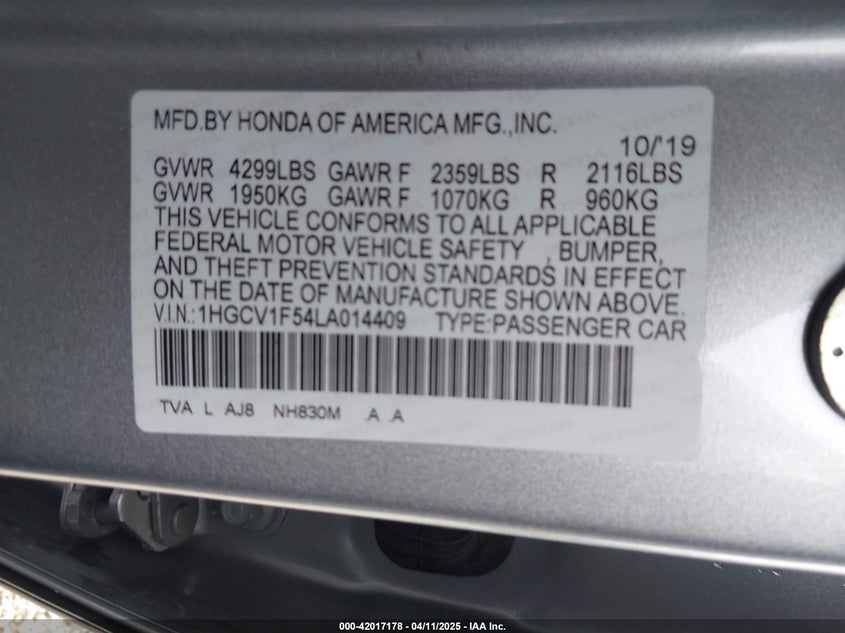 MFD.BY HONDA OF AMERICA MFG.,INC.
10/'19
GVWR 4299LBS GAWR F 2359LBS R 2116LBS
GVWR 1950KG GAWR F 1070KG R 960KG
THIS VEHICLE CONFORMS TO ALL APPLICABLE
FEDERAL MOTOR VEHICLE SAFETY , BUMPER,
AND THEFT PREVENTION STANDARDS IN EFFECT
ON THE DATE OF MANUFACTURE SHOWN ABOVE.
V.I.N.:1HGCV1F54LA014409 TYPE:PASSENGER CAR
TVA L AJ8 NH830M .A .A
000-42017178 - 04/11/2025 - IAA Inc.